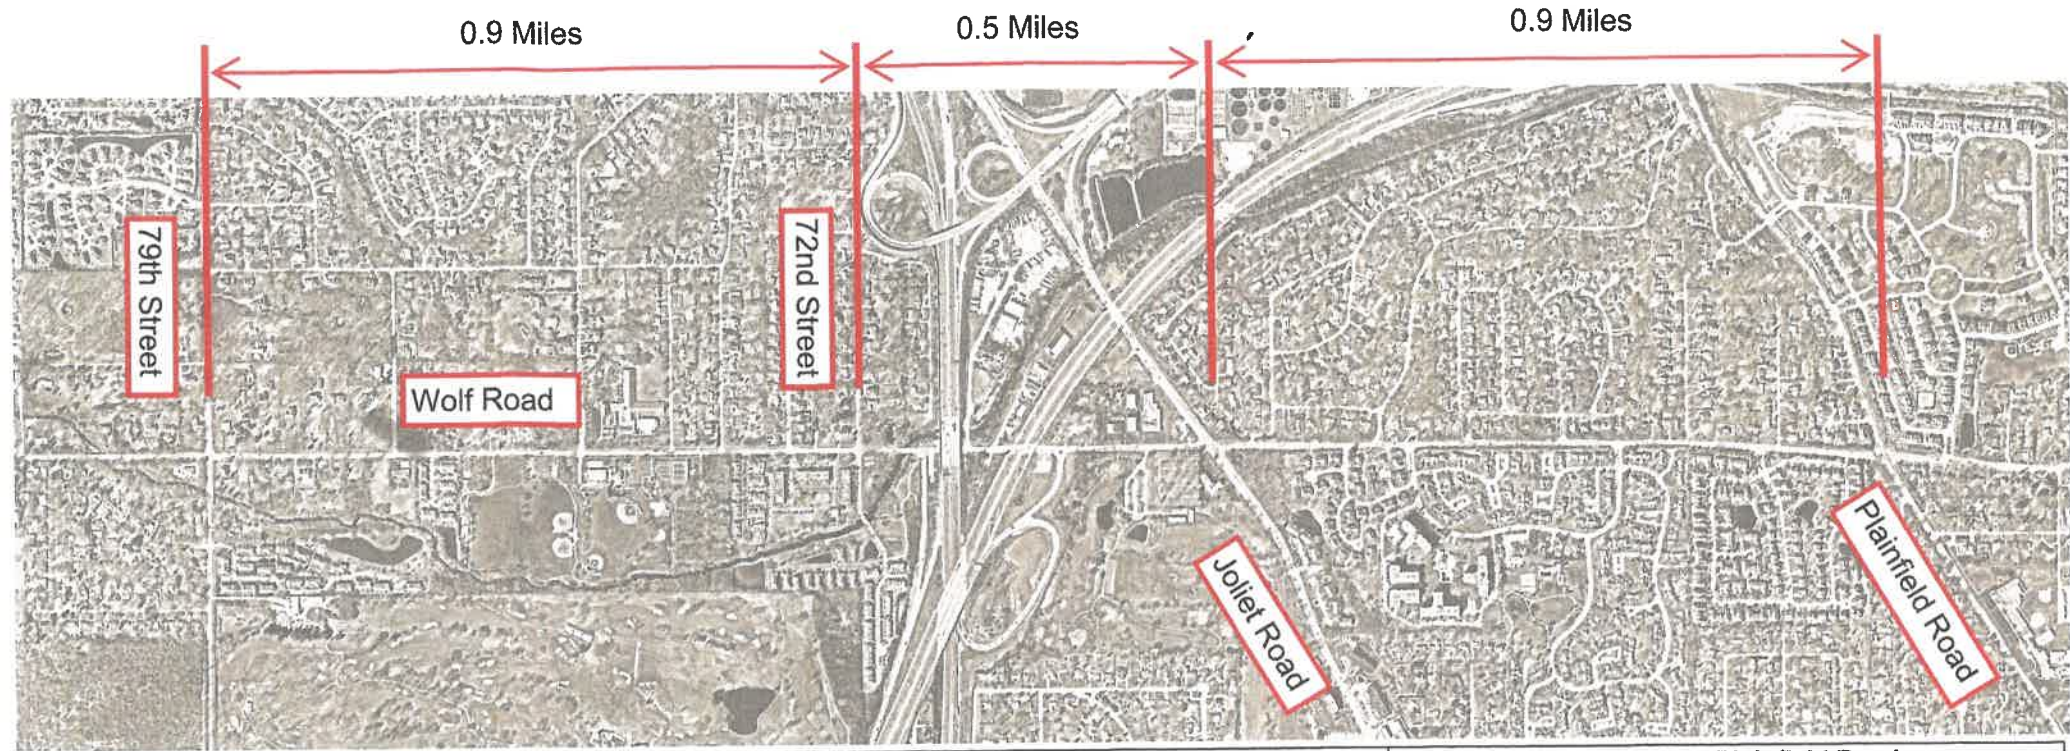 0.9 Miles
0.5 Miles
0.9 Miles
79th Street
72nd Street
Wolf Road
Joliet Road
Plainfield Road